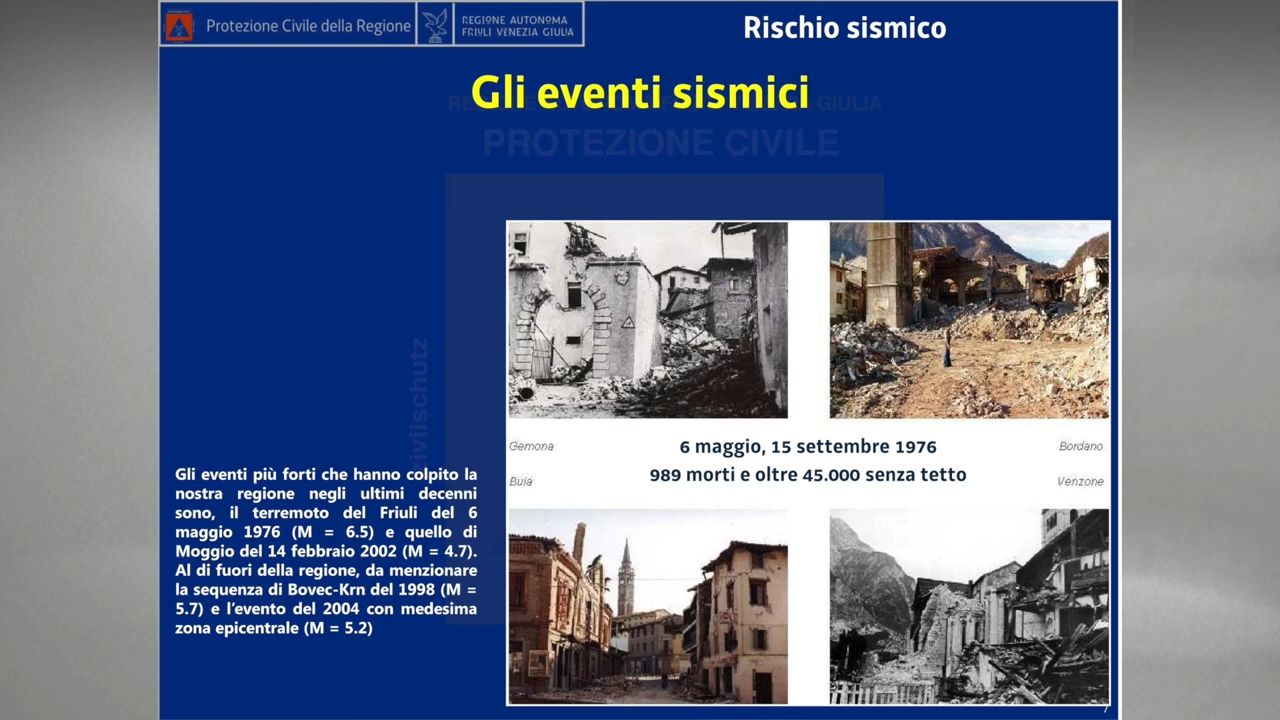 Protezione Civile della Regione
REGIONE AUTONOMA
FRIULI VENEZIA GIULIA
Rischio sismico
Gli eventi sismici
GIULIA
PROTEZIONE CIVILE
zivilschutz
Gemona
6 maggio, 15 settembre 1976
Bordano
Buia
989 morti e oltre 45.000 senza tetto
Venzone
Gli eventi più forti che hanno colpito la
nostra regione negli ultimi decenni
sono, il terremoto del Friuli del 6
maggio 1976 (M = 6.5) e quello di
Moggio del 14 febbraio 2002 (M = 4.7).
Al di fuori della regione, da menzionare
la sequenza di Bovec-Krn del 1998 (M =
5.7) e l'evento del 2004 con medesima
zona epicentrale (M = 5.2)
7